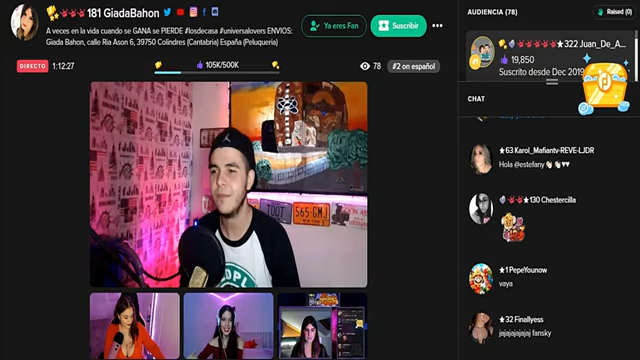 181 GiadaBahon
A veces en la vida cuando se GANA se PIERDE #losdecasa #universalovers ENVIOS:
Giada Bahon, calle Ria Ason 6, 39750 Colindres (Cantabria) España (Peluqueria)
Ya eres Fan
Suscribir
DIRECTO
1:12:27
105K/500K
78
#2 on español
565·GMJ
AUDIENCIA (78)
Raised (0)
322 Juan_De_A...
19,850
Suscrito desde Dec 2019
CHAT
63 Karol_Mafiantv-REVE-LJDR
Hola @estefany
130 Chestercilla
1 PepeYounow
vaya
32 Finallyess
jajajajajaj fansky